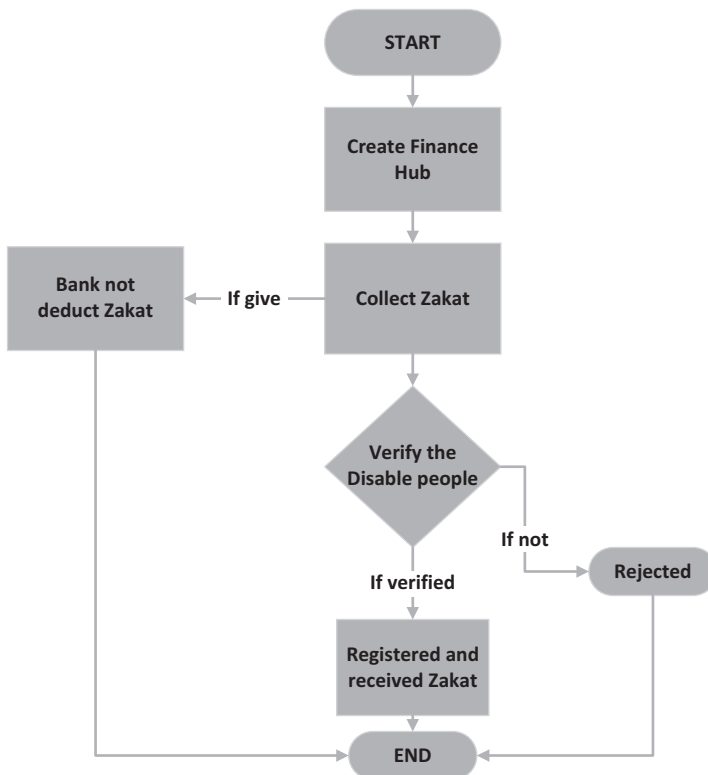 START
Create Finance
Hub
Collect Zakat
If give
Bank not
deduct Zakat
Verify the
Disable people
If not
Rejected
If verified
Registered and
received Zakat
END